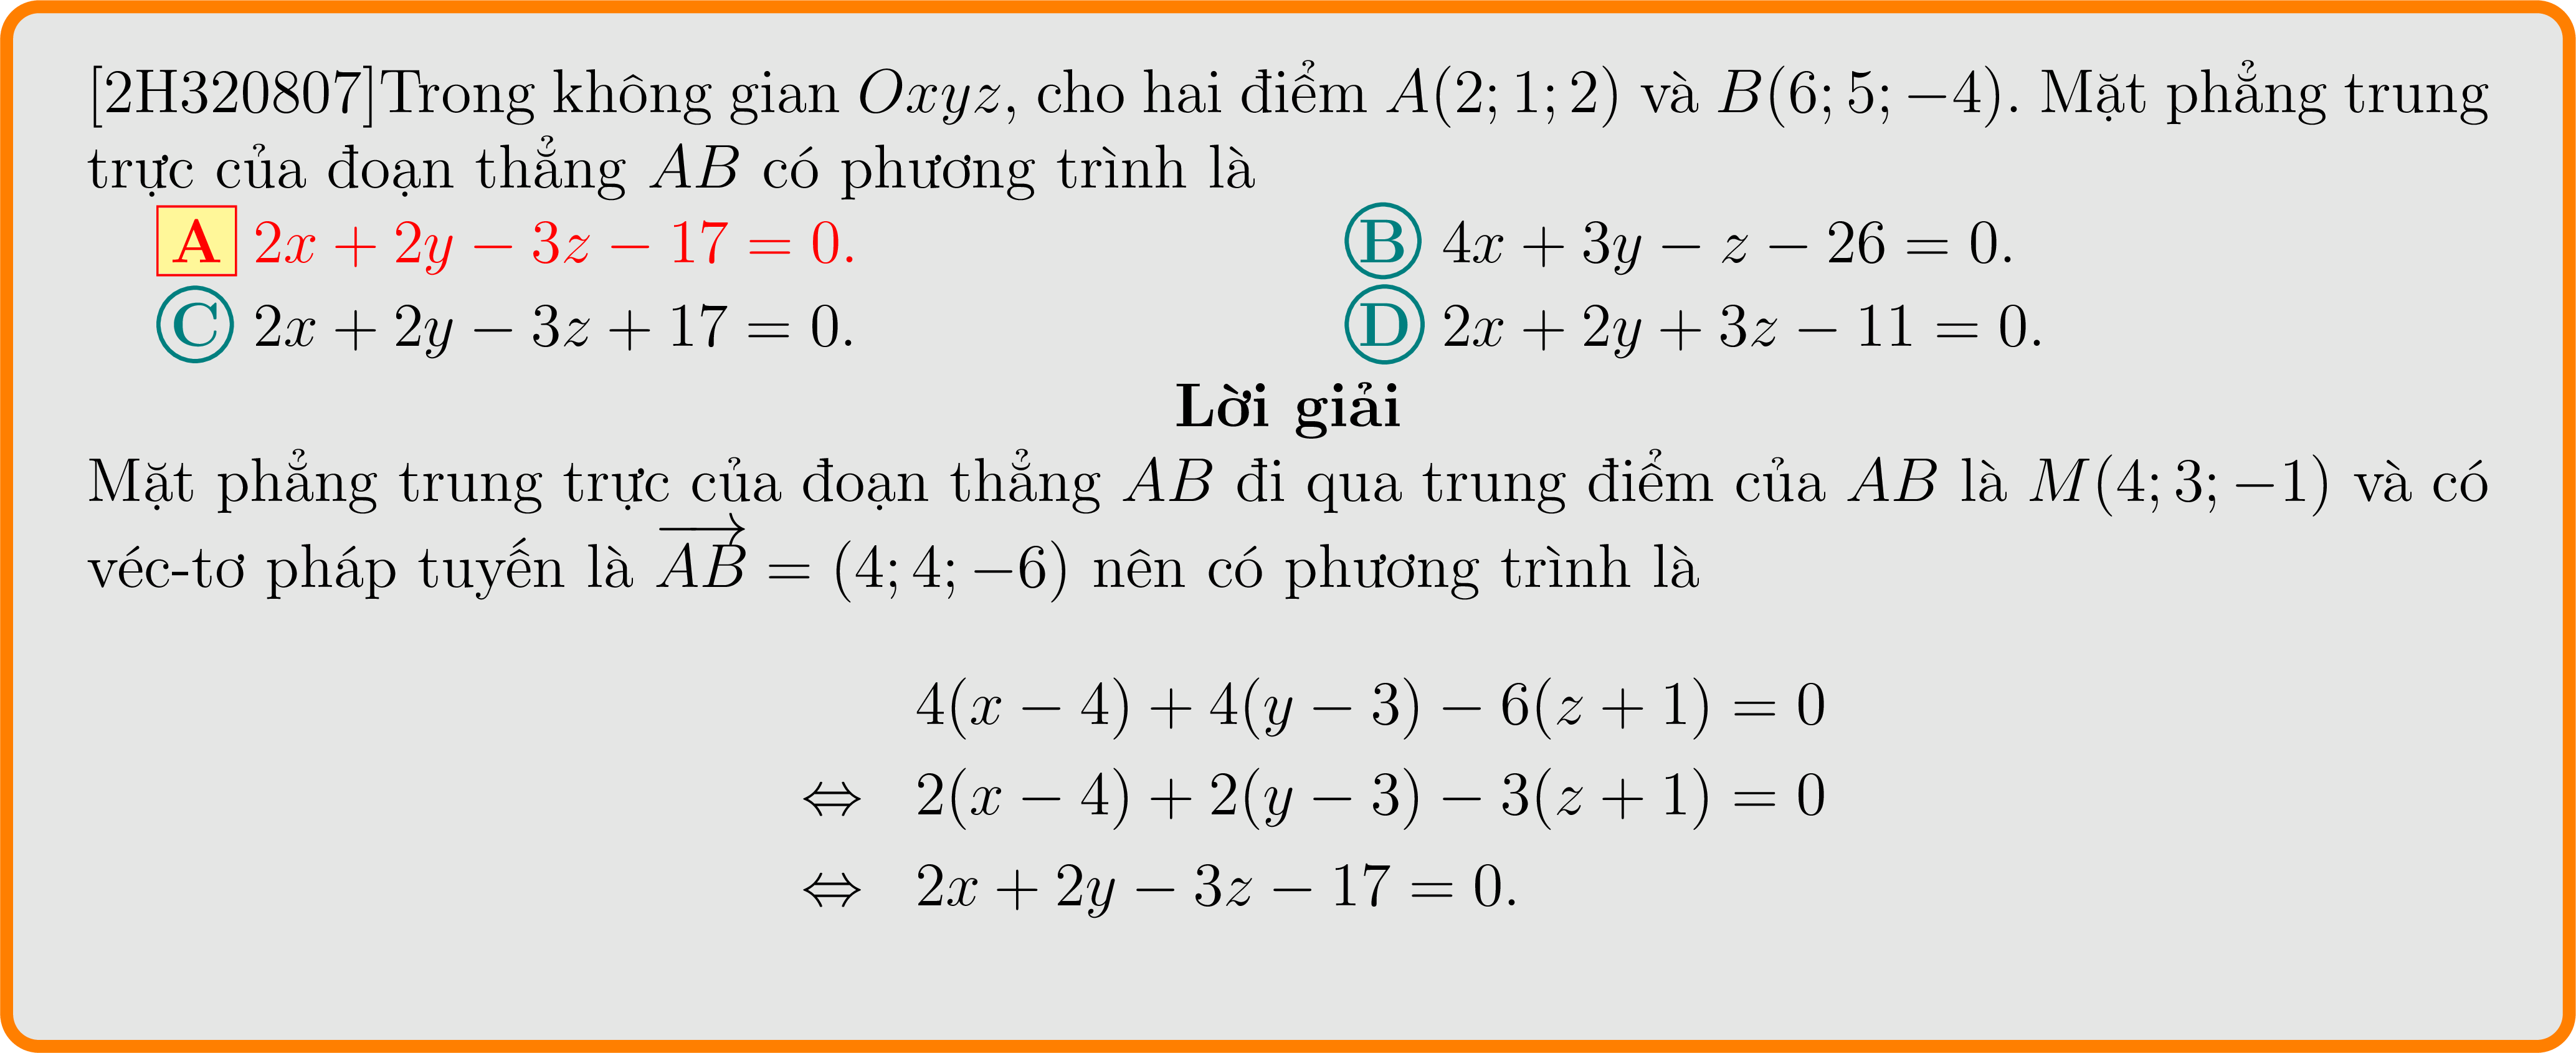 [2H320807]Trong không gian Oxyz, cho hai điểm A(2; 1; 2) và B(6; 5; −4). Mặt phẳng trung
trực của đoạn thẳng AB có phương trình là
A 2x + 2y − 3z − 17 = 0. B 4x + 3y − z − 26 = 0.
C 2x + 2y − 3z + 17 = 0. D 2x + 2y + 3z − 11 = 0.
Lời giải
Mặt phẳng trung trực của đoạn thẳng AB đi qua trung điểm của AB là M(4; 3; −1) và có
véc-tơ pháp tuyến là $\overrightarrow{AB}$ = (4; 4; −6) nên có phương trình là
4(x − 4) + 4(y − 3) − 6(z + 1) = 0
⇔ 2(x − 4) + 2(y − 3) − 3(z + 1) = 0
⇔ 2x + 2y − 3z − 17 = 0.